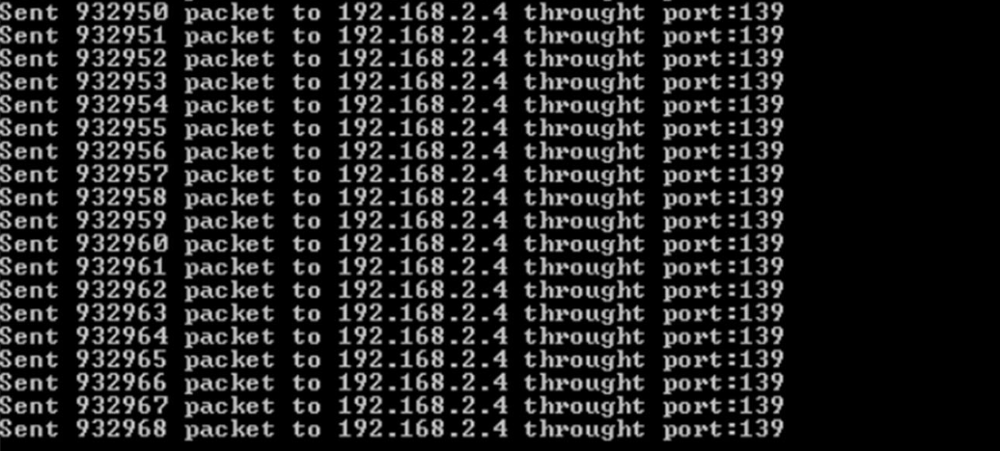 Sent 932950 packet to 192.168.2.4 throught port:139
Sent 932951 packet to 192.168.2.4 throught port:139
Sent 932952 packet to 192.168.2.4 throught port:139
Sent 932953 packet to 192.168.2.4 throught port:139
Sent 932954 packet to 192.168.2.4 throught port:139
Sent 932955 packet to 192.168.2.4 throught port:139
Sent 932956 packet to 192.168.2.4 throught port:139
Sent 932957 packet to 192.168.2.4 throught port:139
Sent 932958 packet to 192.168.2.4 throught port:139
Sent 932959 packet to 192.168.2.4 throught port:139
Sent 932960 packet to 192.168.2.4 throught port:139
Sent 932961 packet to 192.168.2.4 throught port:139
Sent 932962 packet to 192.168.2.4 throught port:139
Sent 932963 packet to 192.168.2.4 throught port:139
Sent 932964 packet to 192.168.2.4 throught port:139
Sent 932965 packet to 192.168.2.4 throught port:139
Sent 932966 packet to 192.168.2.4 throught port:139
Sent 932967 packet to 192.168.2.4 throught port:139
Sent 932968 packet to 192.168.2.4 throught port:139